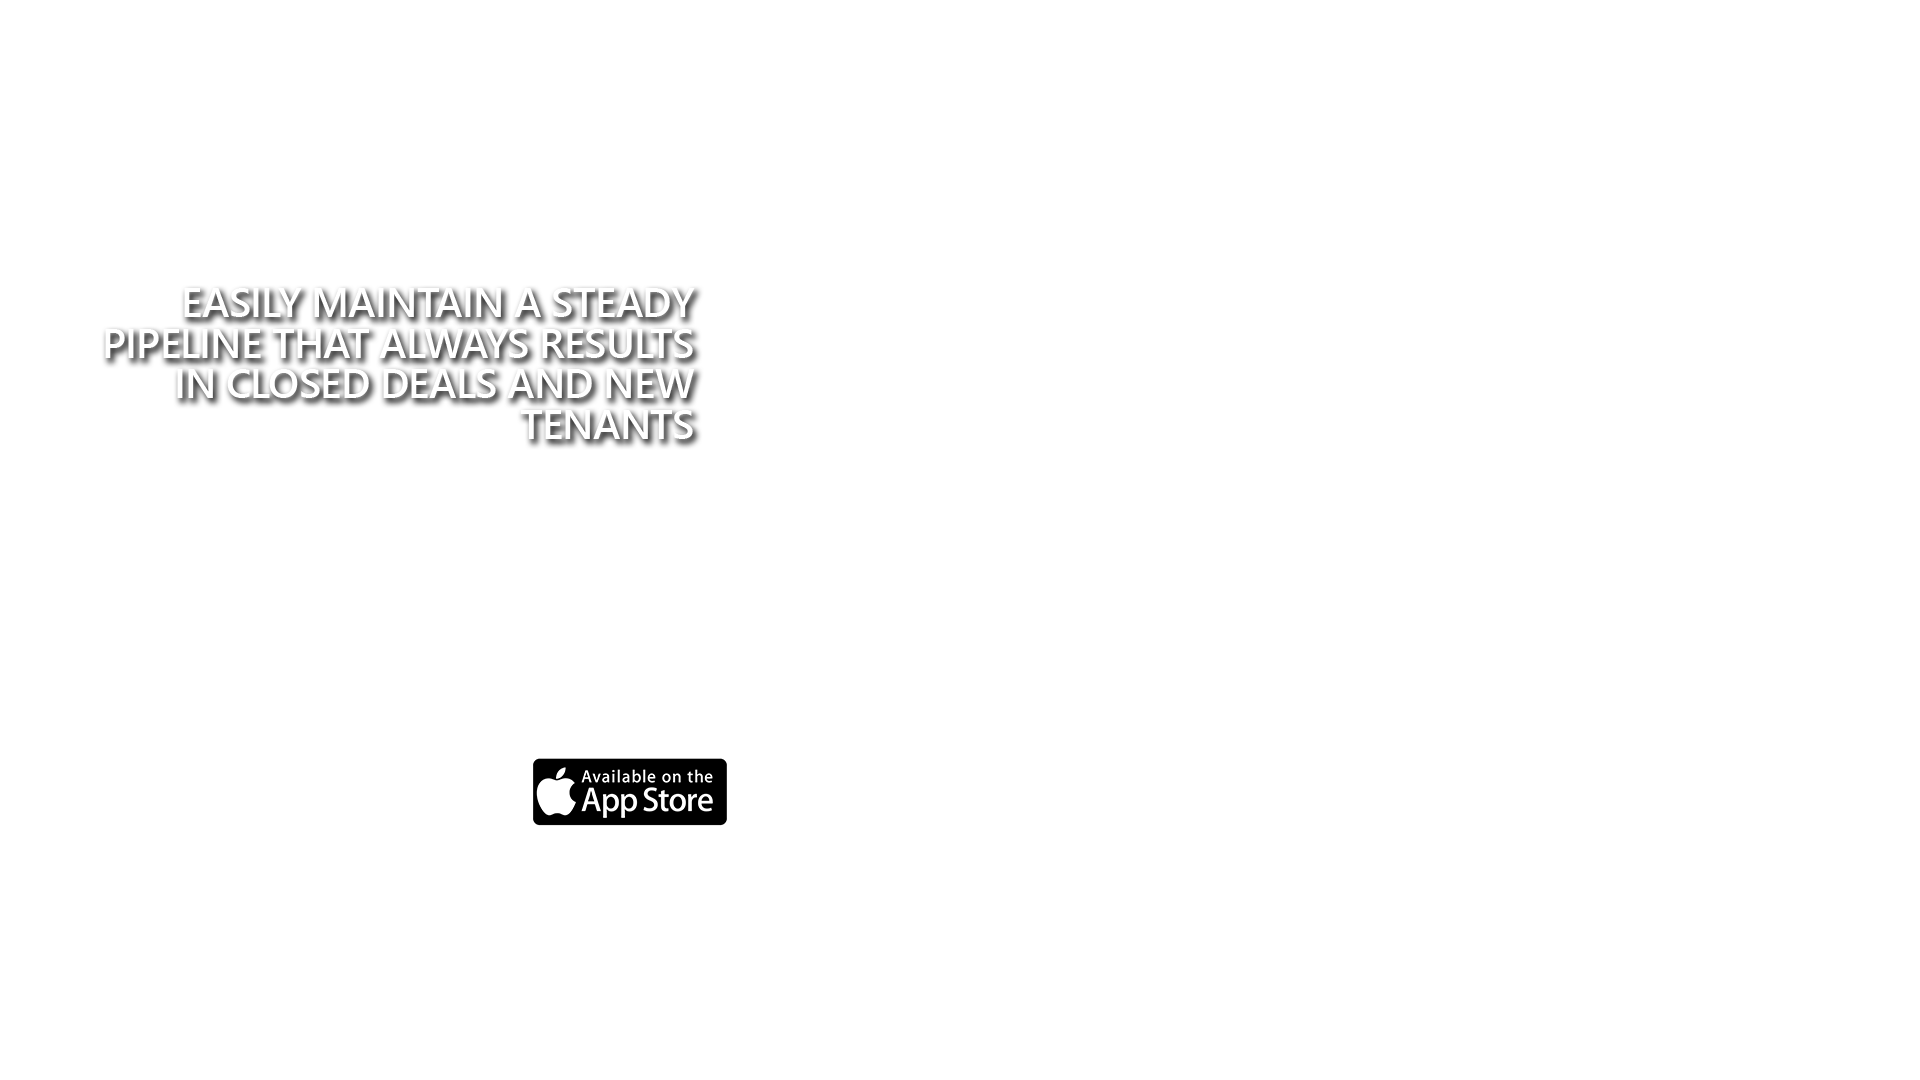 EASILY MAINTAIN A STEADY
PIPELINE THAT ALWAYS RESULTS
IN CLOSED DEALS AND NEW
TENANTS
Available on the
App Store